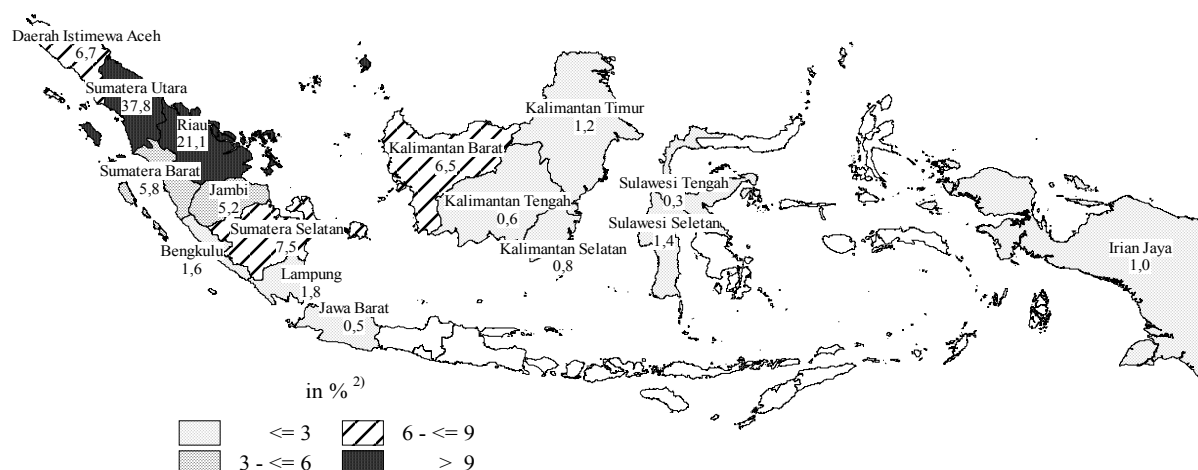 Daerah Istimewa Aceh
6,7
Sumatera Utara
37,8
Riau
21,1
Sumatera Barat
5,8
Jambi
5,2
Sumatera Selatan
7,5
Bengkulu
1,6
Lampung
1,8
Jawa Barat
0,5
Kalimantan Barat
6,5
Kalimantan Timur
1,2
Kalimantan Tengah
0,6
Kalimantan Selatan
0,8
Sulawesi Tengah
0,3
Sulawesi Seletan
1,4
Irian Jaya
1,0
in % 2)
<= 3
6 - <= 9
3 - <= 6
> 9